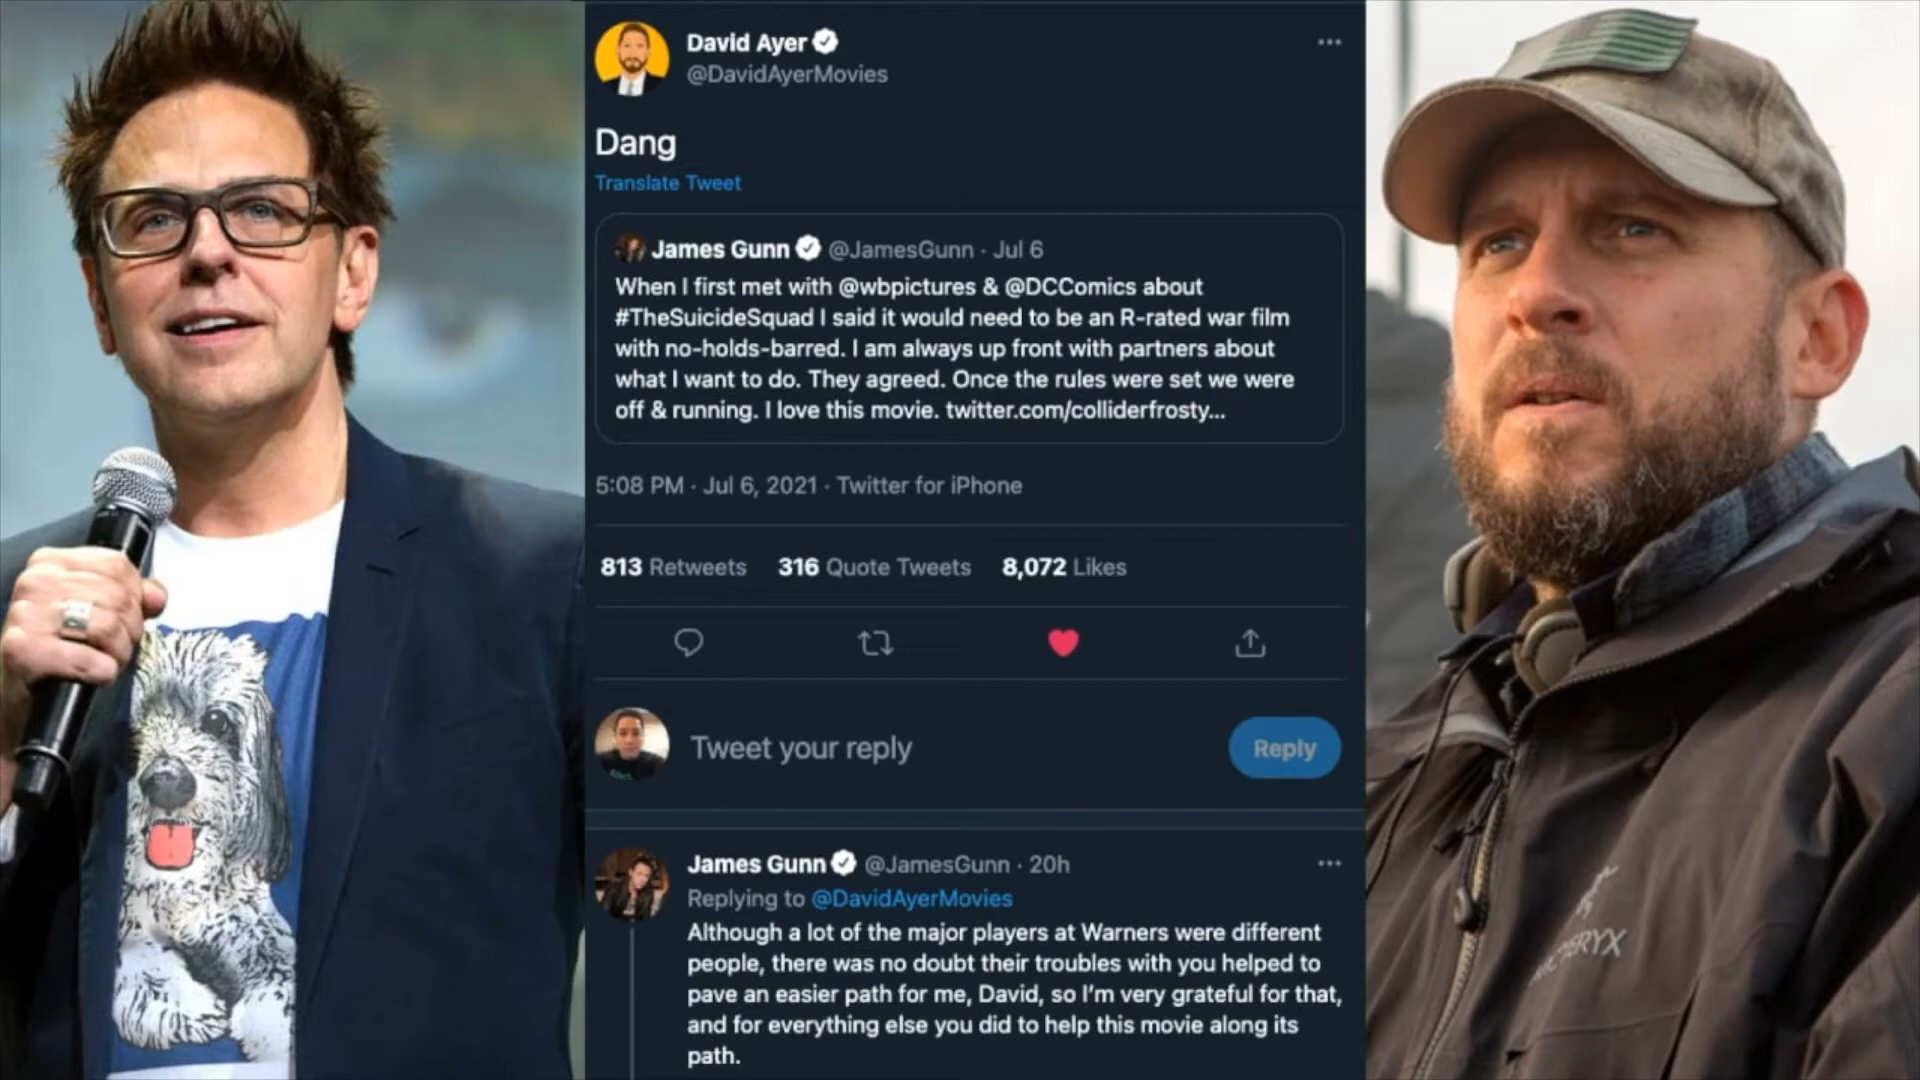 David Ayer
@DavidAyerMovies
Dang
Translate Tweet
James Gunn @JamesGunn · Jul 6
When I first met with @wbpictures & @DCComics about
#TheSuicideSquad I said it would need to be an R-rated war film
with no-holds-barred. I am always up front with partners about
what I want to do. They agreed. Once the rules were set we were
off & running. I love this movie. twitter.com/colliderfrosty...
5:08 PM · Jul 6, 2021 · Twitter for iPhone
813 Retweets 316 Quote Tweets 8,072 Likes
Tweet your reply
Reply
James Gunn @JamesGunn · 20h
Replying to @DavidAyerMovies
Although a lot of the major players at Warners were different
people, there was no doubt their troubles with you helped to
pave an easier path for me, David, so I'm very grateful for that,
and for everything else you did to help this movie along its
path.